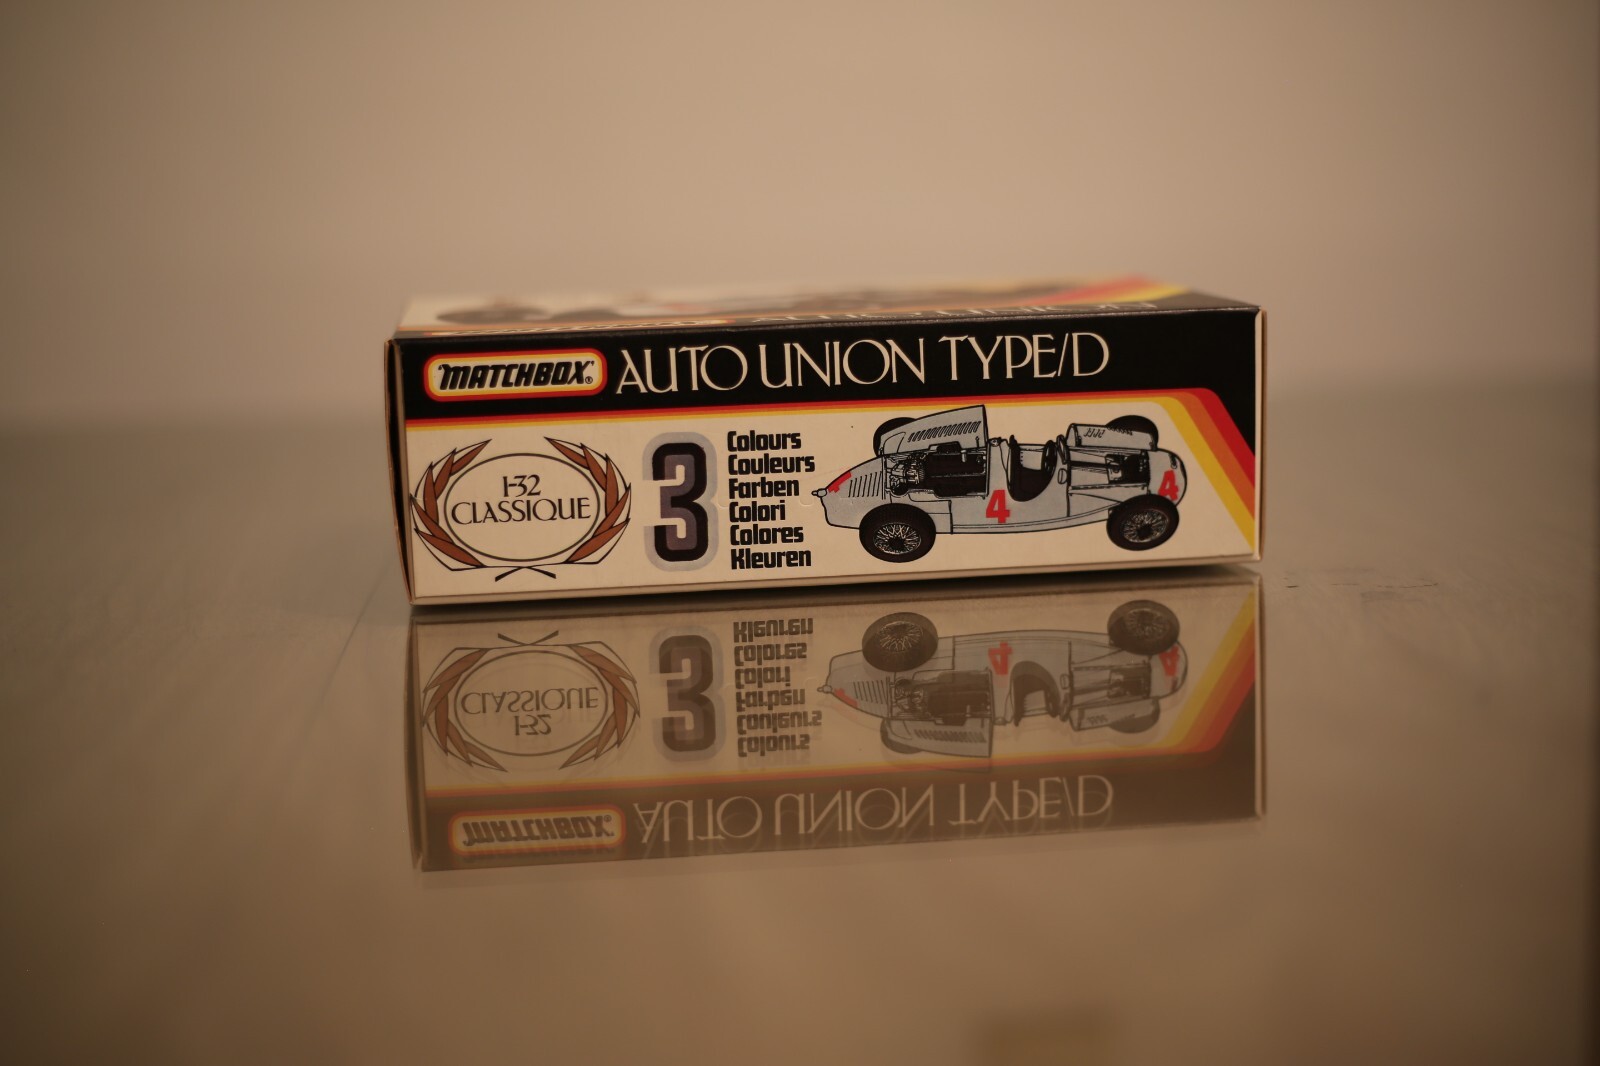 MATCHBOX® AUTO UNION TYPE/D
1-32
CLASSIQUE
3
Colours
Couleurs
Farben
Colori
Colores
Kleuren
4
4